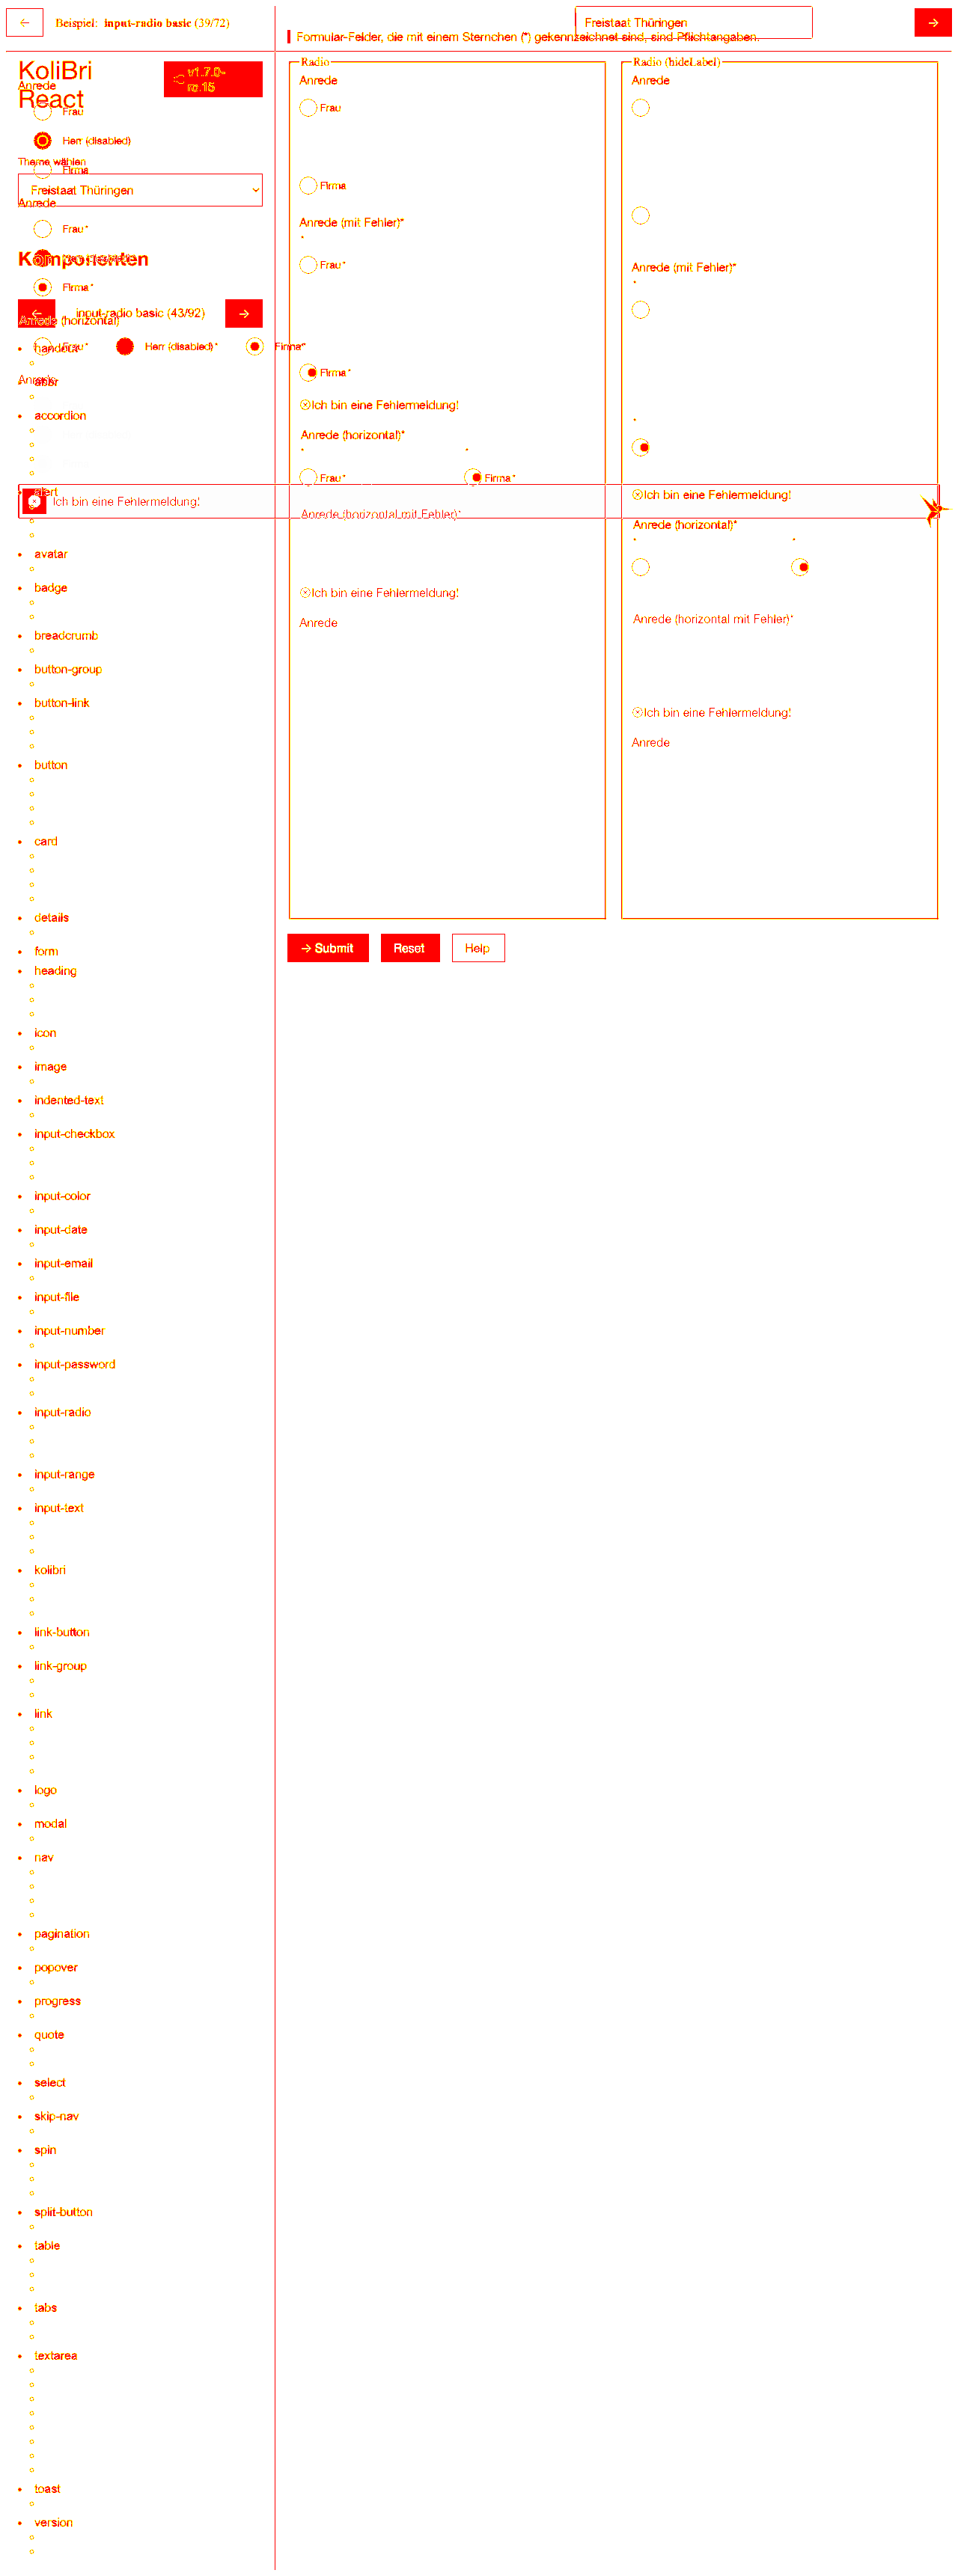 Beispiel: input-radio basic (39/72)
Freistaat Thüringen
Formular-Felder, die mit einem Sternchen (*) gekennzeichnet sind, sind Pflichtangaben.
KoliBri
React
v1.7.0-
rc.15
Anrede
Frau
Herr (disabled)
Theme wählen
Firma
Freistaat Thüringen
Anrede
Frau*
Komponenten
Firma*
input-radio basic (43/92)
Anrede (horizontal)
handout
Frau*
Herr (disabled)*
Firma*
Anrede
abbr
accordion
alert
Ich bin eine Fehlermeldung!
avatar
badge
breadcrumb
button-group
button-link
button
card
details
form
heading
icon
image
indented-text
input-checkbox
input-color
input-date
input-email
input-file
input-number
input-password
input-radio
input-range
input-text
kolibri
link-button
link-group
link
logo
modal
nav
pagination
popover
progress
quote
select
skip-nav
spin
split-button
table
tabs
textarea
toast
version
Radio
Anrede
Frau
Firma
Anrede (mit Fehler)*
Frau*
Firma*
Ich bin eine Fehlermeldung!
Anrede (horizontal)*
Frau*
Firma*
Anrede (horizontal mit Fehler)*
Ich bin eine Fehlermeldung!
Anrede
Radio (hideLabel)
Anrede
Anrede (mit Fehler)*
Ich bin eine Fehlermeldung!
Anrede (horizontal)*
Anrede (horizontal mit Fehler)*
Ich bin eine Fehlermeldung!
Anrede
Submit
Reset
Help